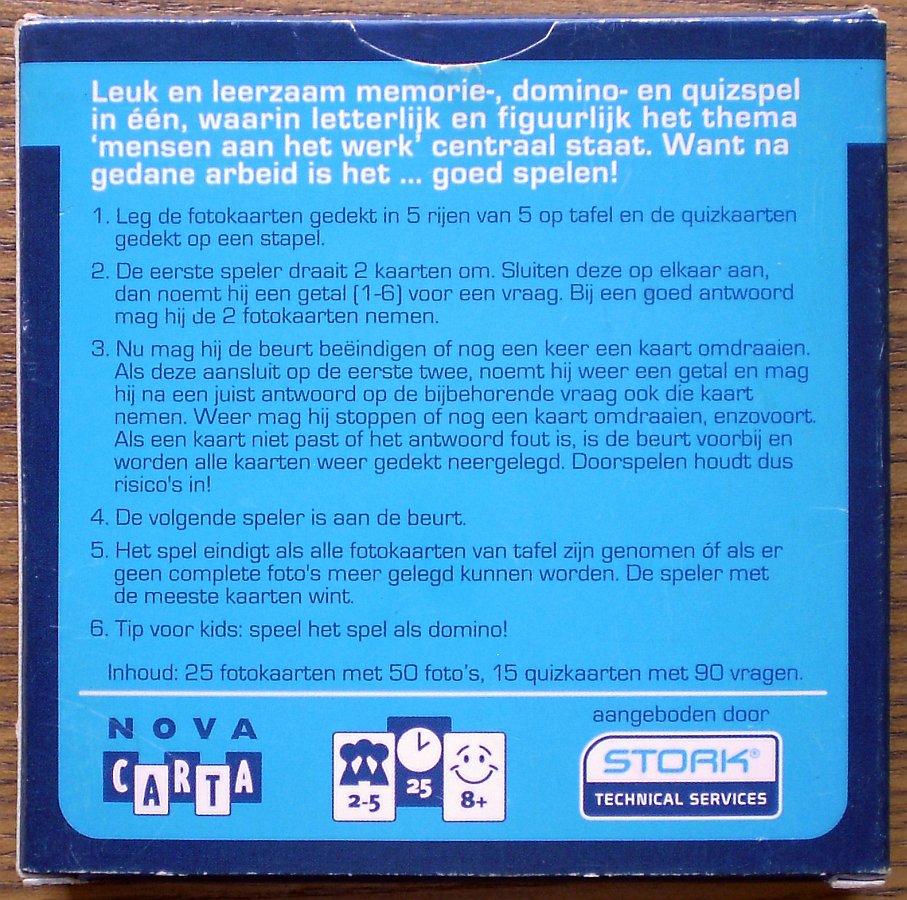 Leuk en leerzaam memorie-, domino- en quizspel
in één, waarin letterlijk en figuurlijk het thema
‘mensen aan het werk’ centraal staat. Want na
gedane arbeid is het ... goed spelen!
1. Leg de fotokaarten gedekt in 5 rijen van 5 op tafel en de quizkaarten
gedekt op een stapel.
2. De eerste speler draait 2 kaarten om. Sluiten deze op elkaar aan,
dan noemt hij een getal (1-6) voor een vraag. Bij een goed antwoord
mag hij de 2 fotokaarten nemen.
3. Nu mag hij de beurt beëindigen of nog een keer een kaart omdraaien.
Als deze aansluit op de eerste twee, noemt hij weer een getal en mag
hij na een juist antwoord op de bijbehorende vraag ook die kaart
nemen. Weer mag hij stoppen of nog een kaart omdraaien, enzovoort.
Als een kaart niet past of het antwoord fout is, is de beurt voorbij en
worden alle kaarten weer gedekt neergelegd. Doorspelen houdt dus
risico's in!
4. De volgende speler is aan de beurt.
5. Het spel eindigt als alle fotokaarten van tafel zijn genomen óf als er
geen complete foto's meer gelegd kunnen worden. De speler met
de meeste kaarten wint.
6. Tip voor kids: speel het spel als domino!
Inhoud: 25 fotokaarten met 50 foto's, 15 quizkaarten met 90 vragen.
NOVA
CARTA
2-5
25
8+
aangeboden door
STORK®
TECHNICAL SERVICES